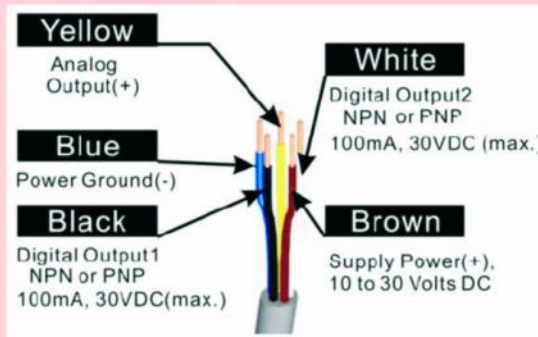 Yellow
Analog
Output(+)
White
Digital Output2
NPN or PNP
100mA, 30VDC (max.)
Blue
Power Ground(-)
Black
Digital Output1
NPN or PNP
100mA, 30VDC(max.)
Brown
Supply Power(+),
10 to 30 Volts DC